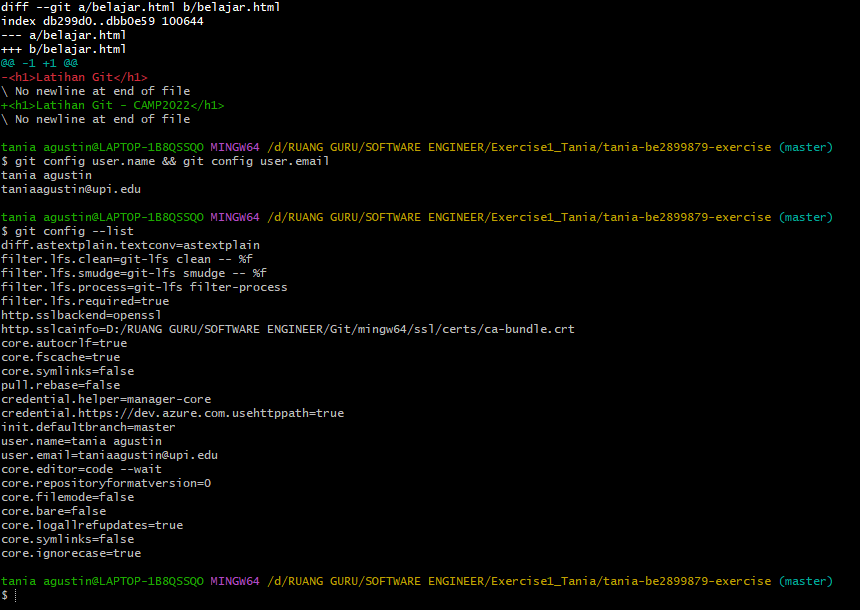 diff --git a/belajar.html b/belajar.html
index db299d0..dbb0e59 100644
--- a/belajar.html
+++ b/belajar.html
@@ -1 +1 @@
-<h1>Latihan Git</h1>
\ No newline at end of file
+<h1>Latihan Git - CAMP2022</h1>
\ No newline at end of file

tania agustin@LAPTOP-1B8QSSQO MINGW64 /d/RUANG GURU/SOFTWARE ENGINEER/Exercise1_Tania/tania-be2899879-exercise (master)
$ git config user.name && git config user.email
tania agustin
taniaagustin@upi.edu

tania agustin@LAPTOP-1B8QSSQO MINGW64 /d/RUANG GURU/SOFTWARE ENGINEER/Exercise1_Tania/tania-be2899879-exercise (master)
$ git config --list
diff.astextplain.textconv=astextplain
filter.lfs.clean=git-lfs clean -- %f
filter.lfs.smudge=git-lfs smudge -- %f
filter.lfs.process=git-lfs filter-process
filter.lfs.required=true
http.sslbackend=openssl
http.sslcainfo=D:/RUANG GURU/SOFTWARE ENGINEER/Git/mingw64/ssl/certs/ca-bundle.crt
core.autocrlf=true
core.fscache=true
core.symlinks=false
pull.rebase=false
credential.helper=manager-core
credential.https://dev.azure.com.usehttppath=true
init.defaultbranch=master
user.name=tania agustin
user.email=taniaagustin@upi.edu
core.editor=code --wait
core.repositoryformatversion=0
core.filemode=false
core.bare=false
core.logallrefupdates=true
core.symlinks=false
core.ignorecase=true

tania agustin@LAPTOP-1B8QSSQO MINGW64 /d/RUANG GURU/SOFTWARE ENGINEER/Exercise1_Tania/tania-be2899879-exercise (master)
$